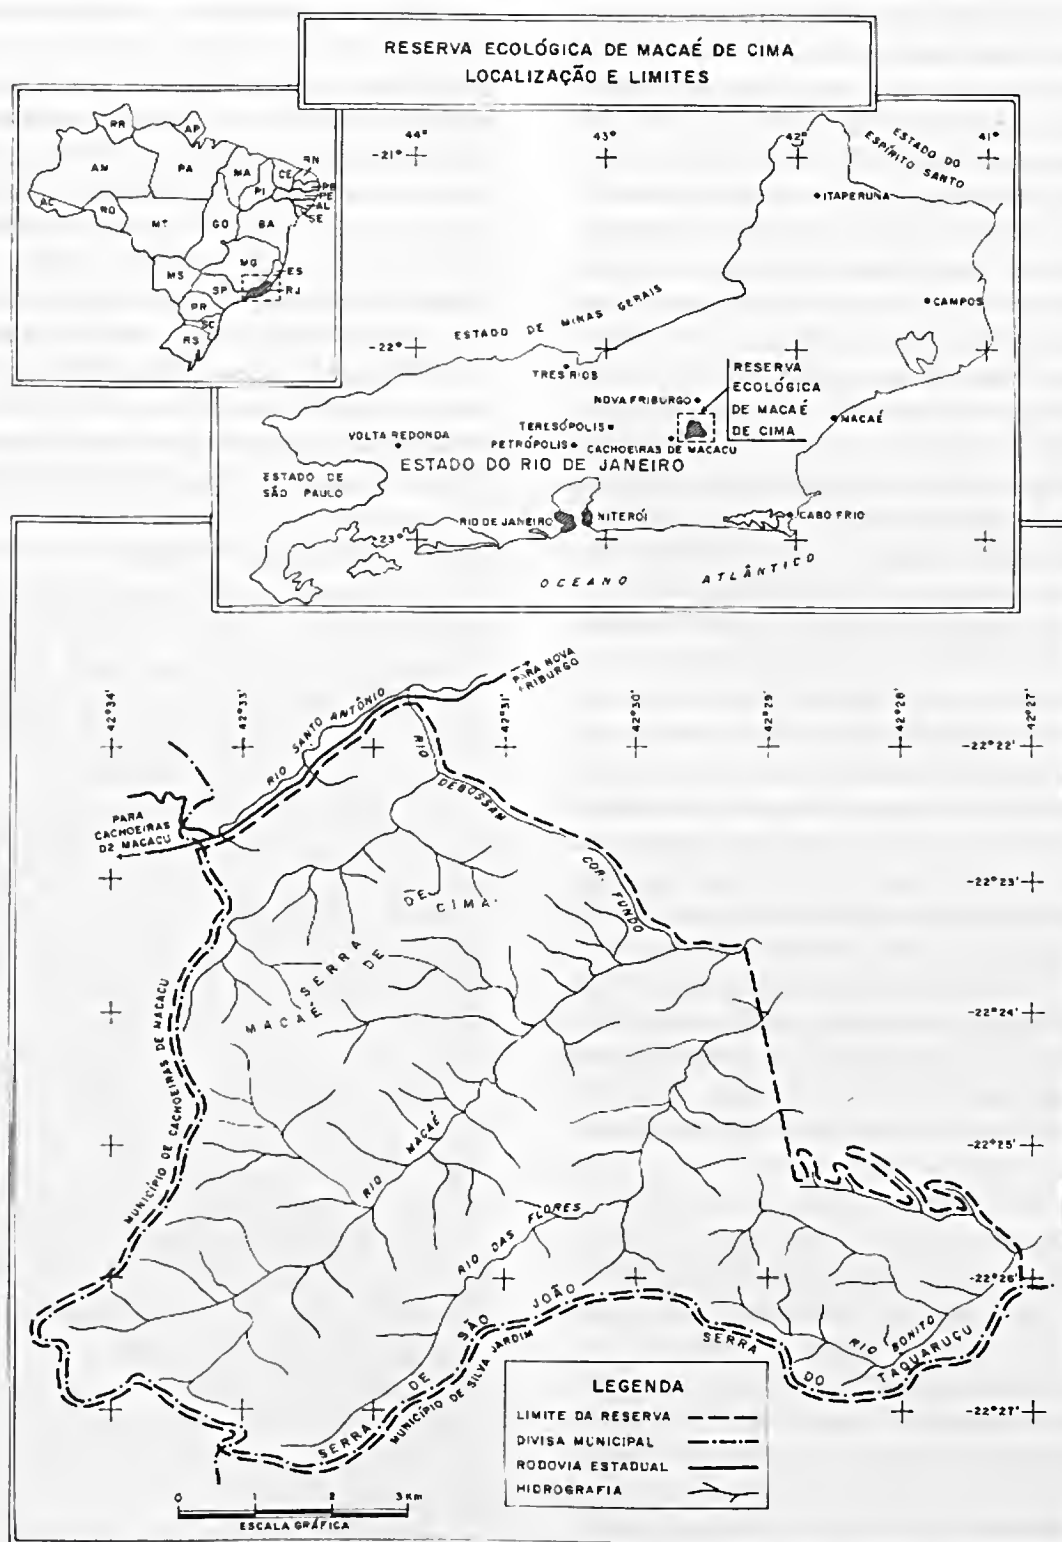 RESERVA ECOLÓGICA DE MACAÉ DE CIMA
LOCALIZAÇÃO E LIMITES
RR
AP
AM
PA
MA
CE
RN
PB
PE
AL
SE
PI
AC
RO
MT
GO
BA
MG
ES
RJ
MS
SP
PR
SC
RS
44°
43°
42°
41°
-21°
-22°
-23°
ESTADO DO
ESPÍRITO SANTO
ITAPERUNA
CAMPOS
ESTADO DE MINAS GERAIS
TRES RIOS
NOVA FRIBURGO
RESERVA
ECOLÓGICA
DE MACAÉ
DE CIMA
MACAÉ
TERESÓPOLIS
VOLTA REDONDA
PETRÓPOLIS
CACHOEIRAS DE MACACU
ESTADO DO RIO DE JANEIRO
ESTADO DE
SÃO PAULO
RIO DE JANEIRO
NITERÓI
CABO FRIO
OCEANO ATLÂNTICO
PARA NOVA
FRIBURGO
42°34'
42°33'
42°31'
42°30'
42°29'
42°28'
42°27'
-22°22'
-22°23'
-22°24'
-22°25'
-22°26'
-22°27'
RIO SANTO ANTÔNIO
RIO DEBOSSAM
PARA
CACHOEIRAS
DE MACACU
COR. FUNDO
SERRA DE
MACAÉ
DE CIMA
MUNICÍPIO DE CACHOEIRAS DE MACACU
RIO MACAÉ
RIO DAS FLORES
SERRA DE SÃO JOÃO
MUNICÍPIO DE SILVA JARDIM
SERRA DO TAQUARUÇU
RIO BONITO
LEGENDA
LIMITE DA RESERVA
DIVISA MUNICIPAL
RODOVIA ESTADUAL
HIDROGRAFIA
0 1 2 3 Km
ESCALA GRÁFICA